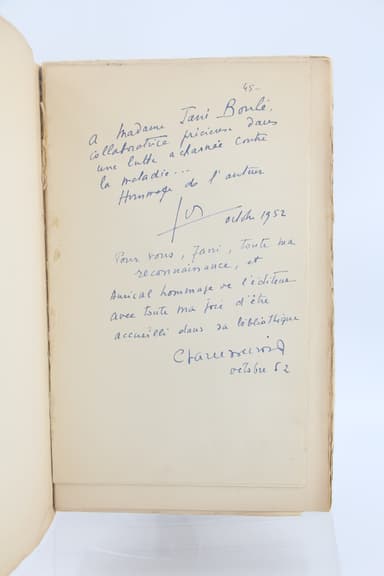 45-
A Madame Jani Boulé,
collaboratrice précieuse dans
une lutte acharnée contre
la maladie...
Hommage de l'auteur
octobre 1952
Pour vous, Jani, toute ma
reconnaissance, et
Amical hommage de l'éditeur
avec toute ma joie d'être
accueilli dans sa bibliothèque
octobre 52